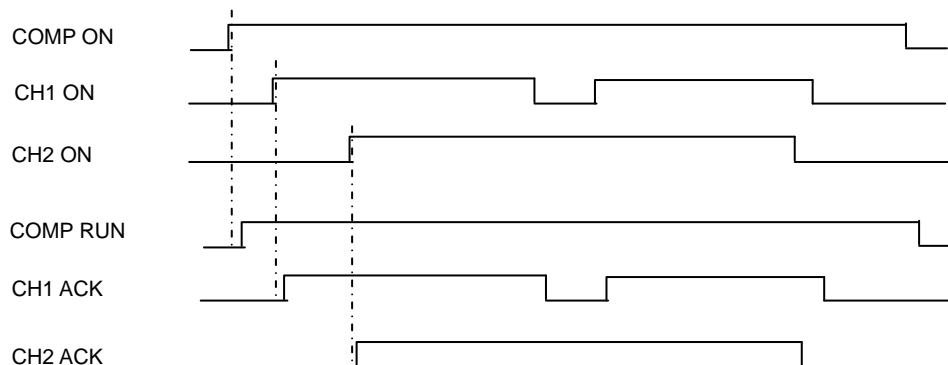 COMP ON
CH1 ON
CH2 ON
COMP RUN
CH1 ACK
CH2 ACK